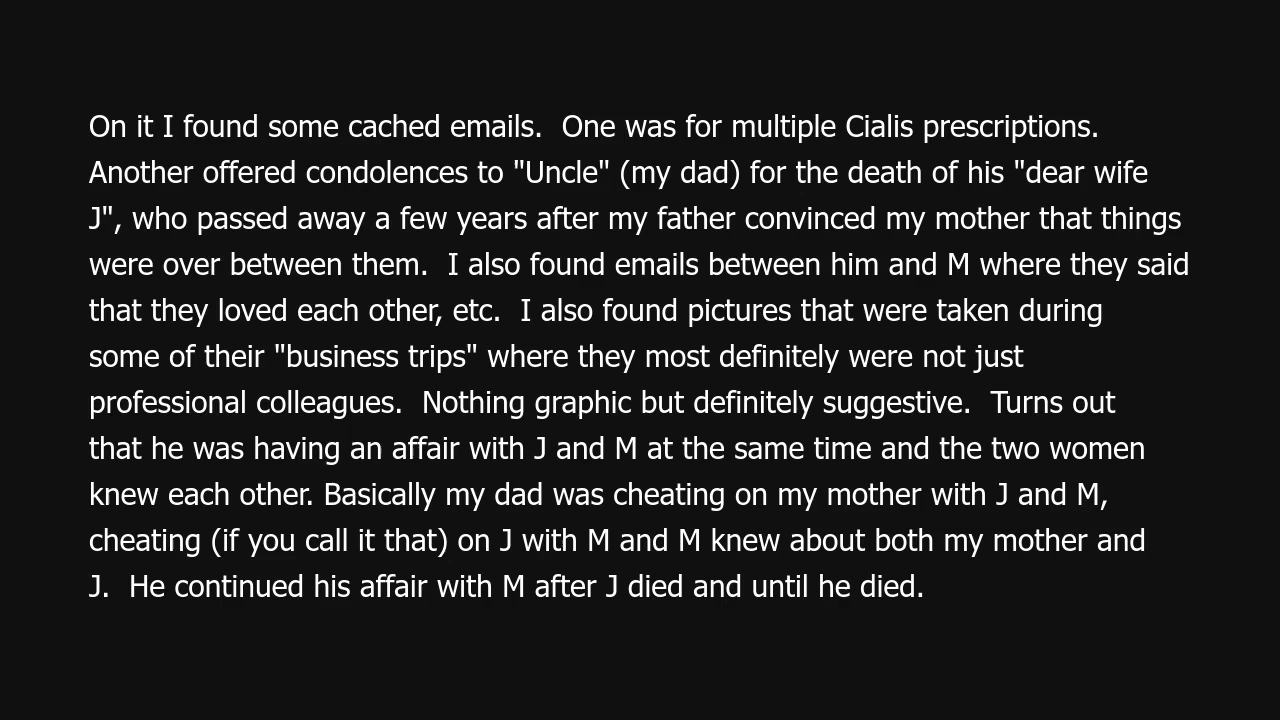 On it I found some cached emails.  One was for multiple Cialis prescriptions.
Another offered condolences to "Uncle" (my dad) for the death of his "dear wife
J", who passed away a few years after my father convinced my mother that things
were over between them.  I also found emails between him and M where they said
that they loved each other, etc.  I also found pictures that were taken during
some of their "business trips" where they most definitely were not just
professional colleagues.  Nothing graphic but definitely suggestive.  Turns out
that he was having an affair with J and M at the same time and the two women
knew each other. Basically my dad was cheating on my mother with J and M,
cheating (if you call it that) on J with M and M knew about both my mother and
J.  He continued his affair with M after J died and until he died.